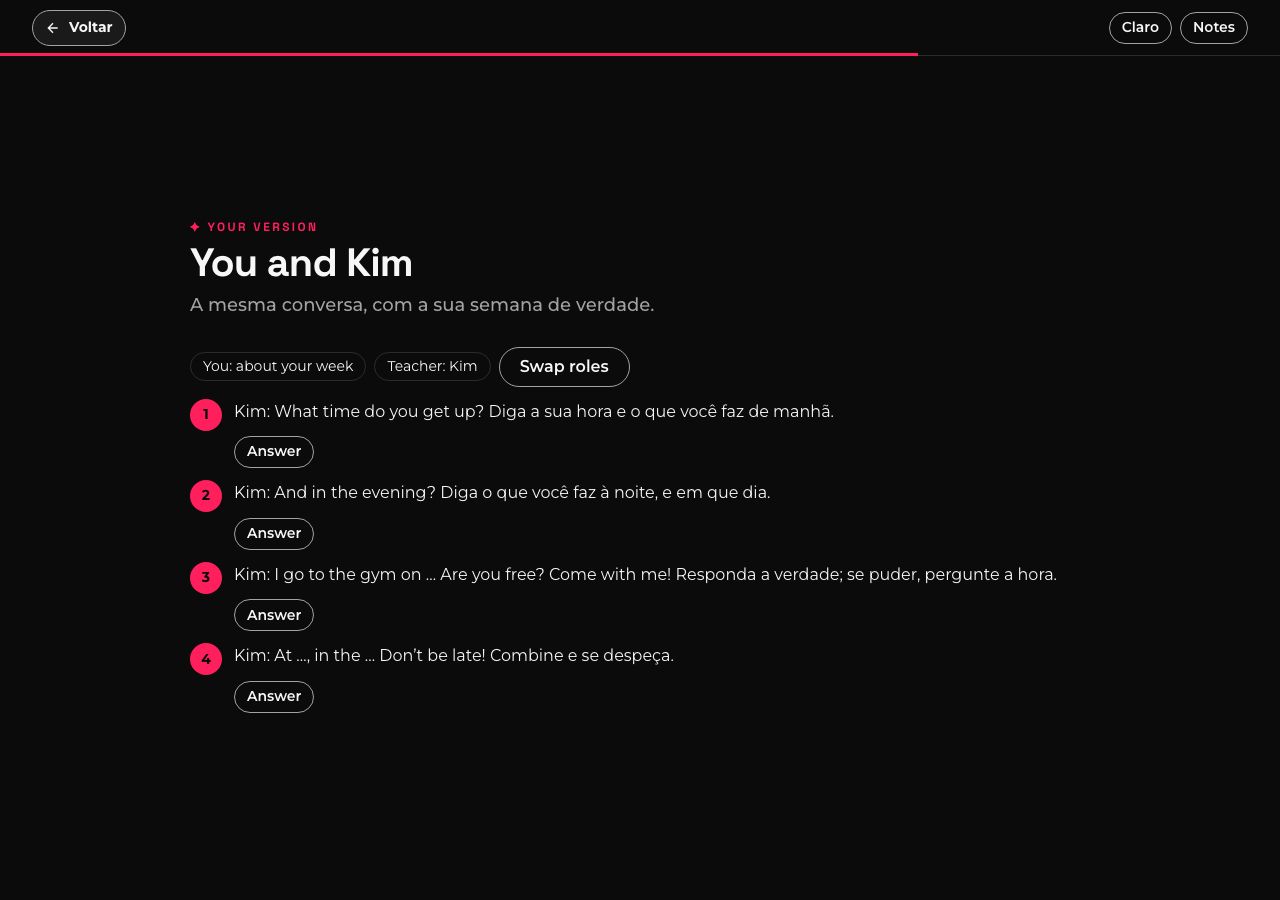 Voltar
Claro
Notes
YOUR VERSION
You and Kim
A mesma conversa, com a sua semana de verdade.
You: about your week
Teacher: Kim
Swap roles
1
Kim: What time do you get up? Diga a sua hora e o que você faz de manhã.
Answer
2
Kim: And in the evening? Diga o que você faz à noite, e em que dia.
Answer
3
Kim: I go to the gym on ... Are you free? Come with me! Responda a verdade; se puder, pergunte a hora.
Answer
4
Kim: At ..., in the ... Don’t be late! Combine e se despeça.
Answer